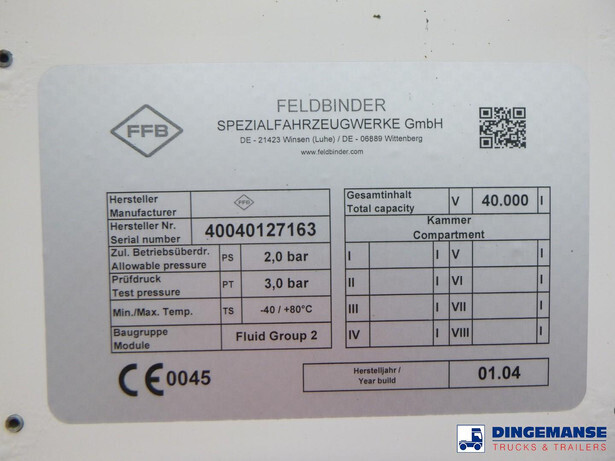 FFB
FELDBINDER
SPEZIALFAHRZEUGWERKE GmbH
DE - 21423 Winsen (Luhe) / DE - 06889 Wittenberg
www.feldbinder.com
Hersteller
Manufacturer
FFB
Hersteller Nr.
Serial number
40040127163
Zul. Betriebsüberdr.
Allowable pressure
PS
2,0 bar
Prüfdruck
Test pressure
PT
3,0 bar
Min./Max. Temp.
TS
-40 / +80°C
Baugruppe
Module
Fluid Group 2
Gesamtinhalt
Total capacity
V
40.000
l
Kammer
Compartment
I l V l
II l VI l
III l VII l
IV l VIII l
CE 0045
Herstelljahr /
Year build
01.04
DINGEMANSE
TRUCKS & TRAILERS